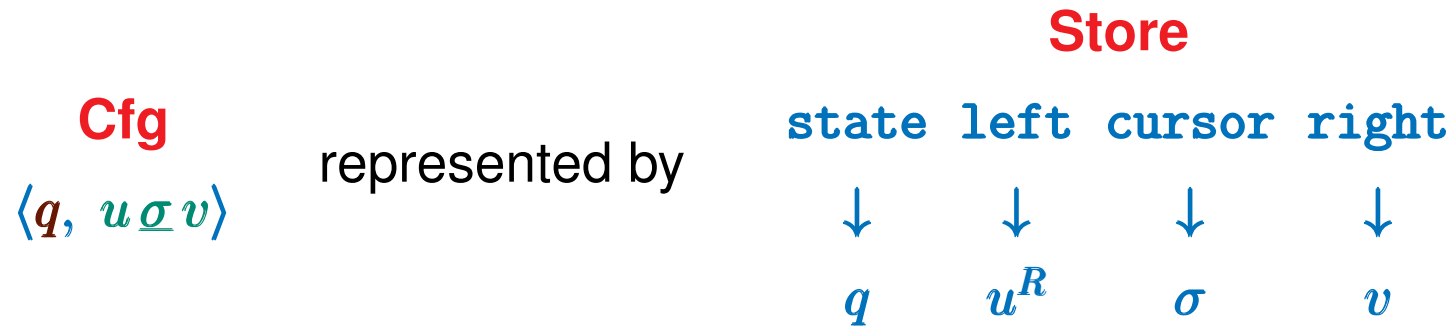 Store
Cfg
state left cursor right
represented by
↓ ↓ ↓ ↓
⟨q, u σ v⟩
q u^R σ v